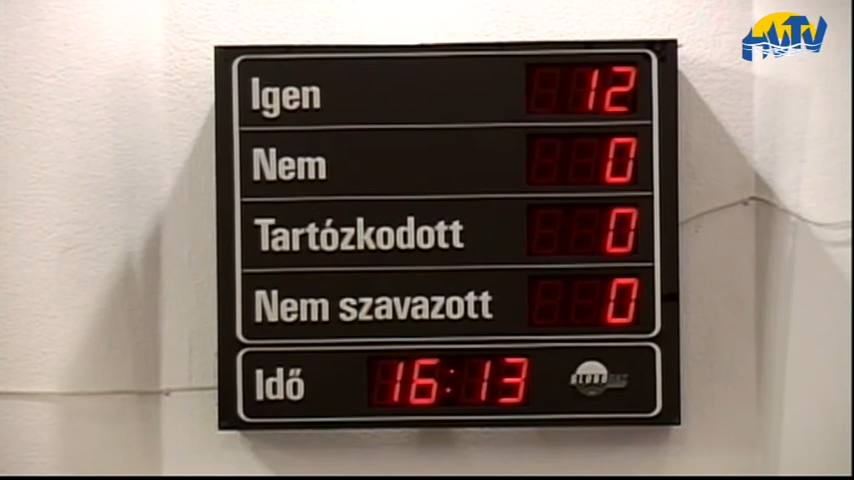 Igen 12
Nem 0
Tartózkodott 0
Nem szavazott 0
Idő 16:13